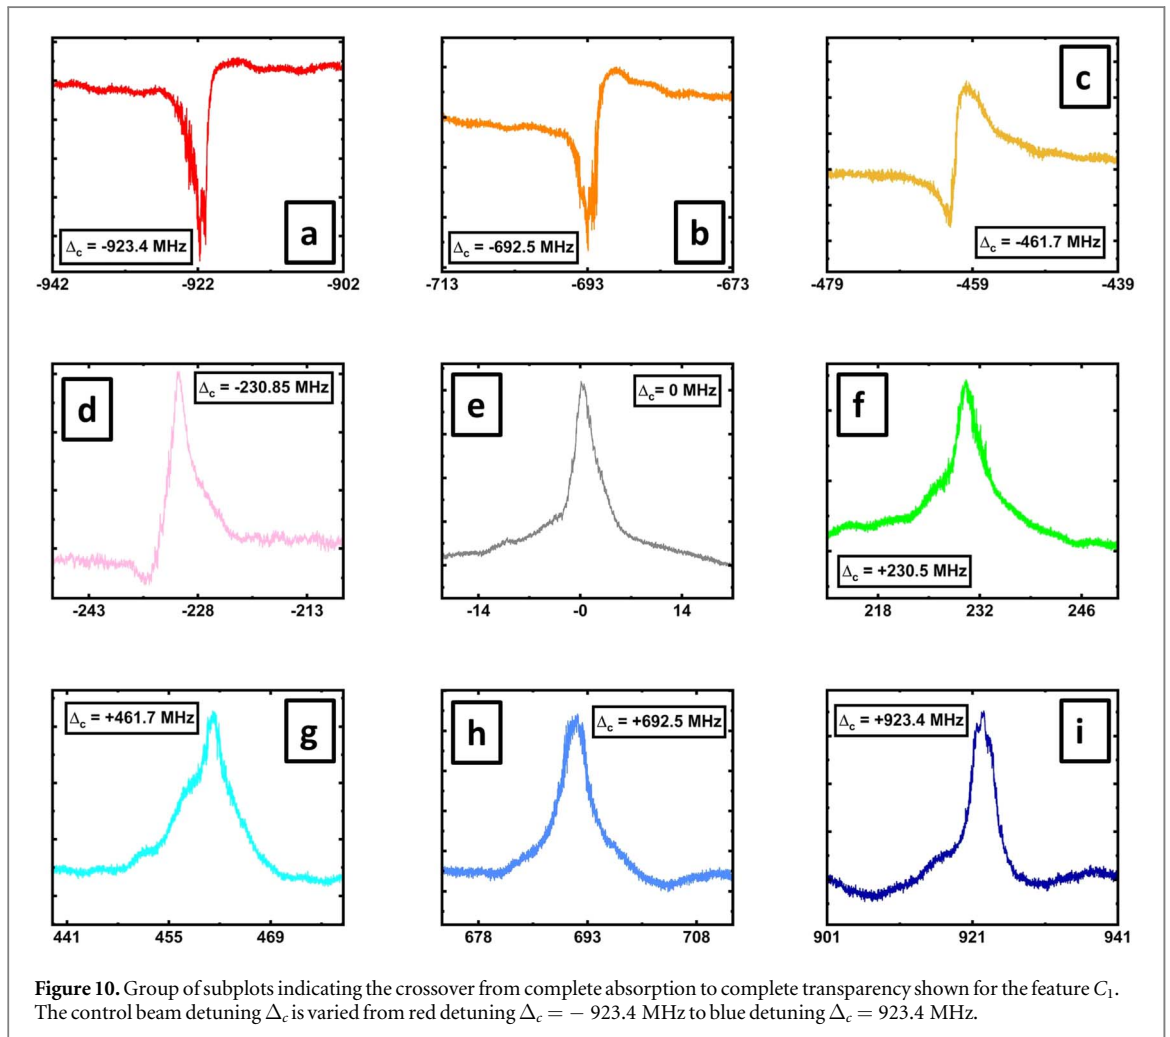 a
Δc = -923.4 MHz
-942 -922 -902
b
Δc = -692.5 MHz
-713 -693 -673
c
Δc = -461.7 MHz
-479 -459 -439
d
Δc = -230.85 MHz
-243 -228 -213
e
Δc= 0 MHz
-14 -0 14
f
Δc = +230.5 MHz
218 232 246
Δc = +461.7 MHz
g
441 455 469
h
Δc = +692.5 MHz
678 693 708
Δc = +923.4 MHz
i
901 921 941
Figure 10. Group of subplots indicating the crossover from complete absorption to complete transparency shown for the feature C1.
The control beam detuning Δc is varied from red detuning Δc = − 923.4 MHz to blue detuning Δc = 923.4 MHz.